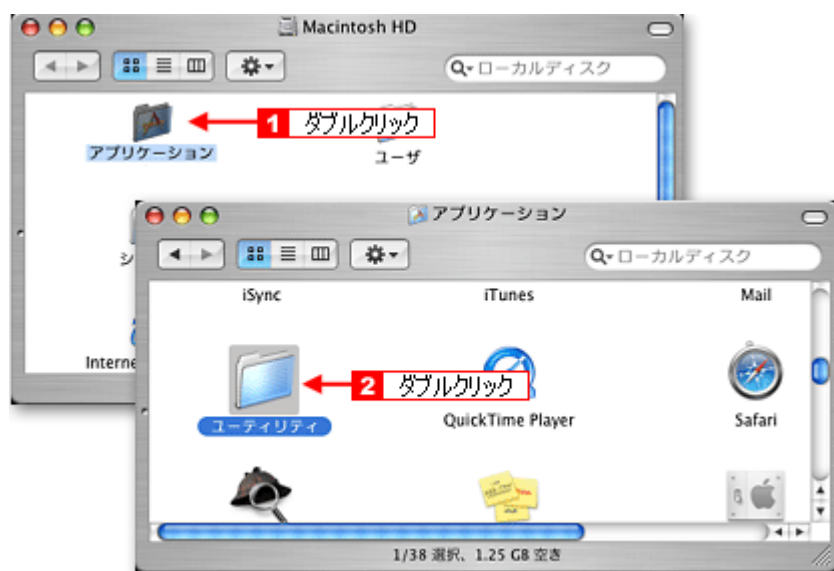 Macintosh HD
ローカルディスク
1 ダブルクリック
アプリケーション
ユーザ
アプリケーション
ローカルディスク
シ
Interne
iSync
iTunes
Mail
2 ダブルクリック
ユーティリティ
QuickTime Player
Safari
1/38 選択、1.25 GB 空き